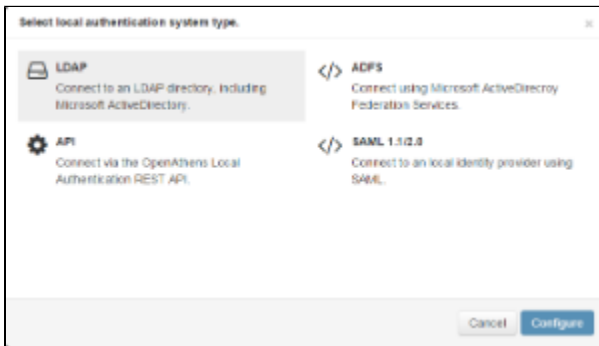 Select local authentication system type.
×
LDAP
Connect to an LDAP directory, including
Microsoft ActiveDirectory.
ADFS
Connect using Microsoft ActiveDirecroy
Federation Services.
API
Connect via the OpenAthens Local
Authentication REST API.
SAML 1.1/2.0
Connect to an local identity provider using
SAML.
Cancel
Configure